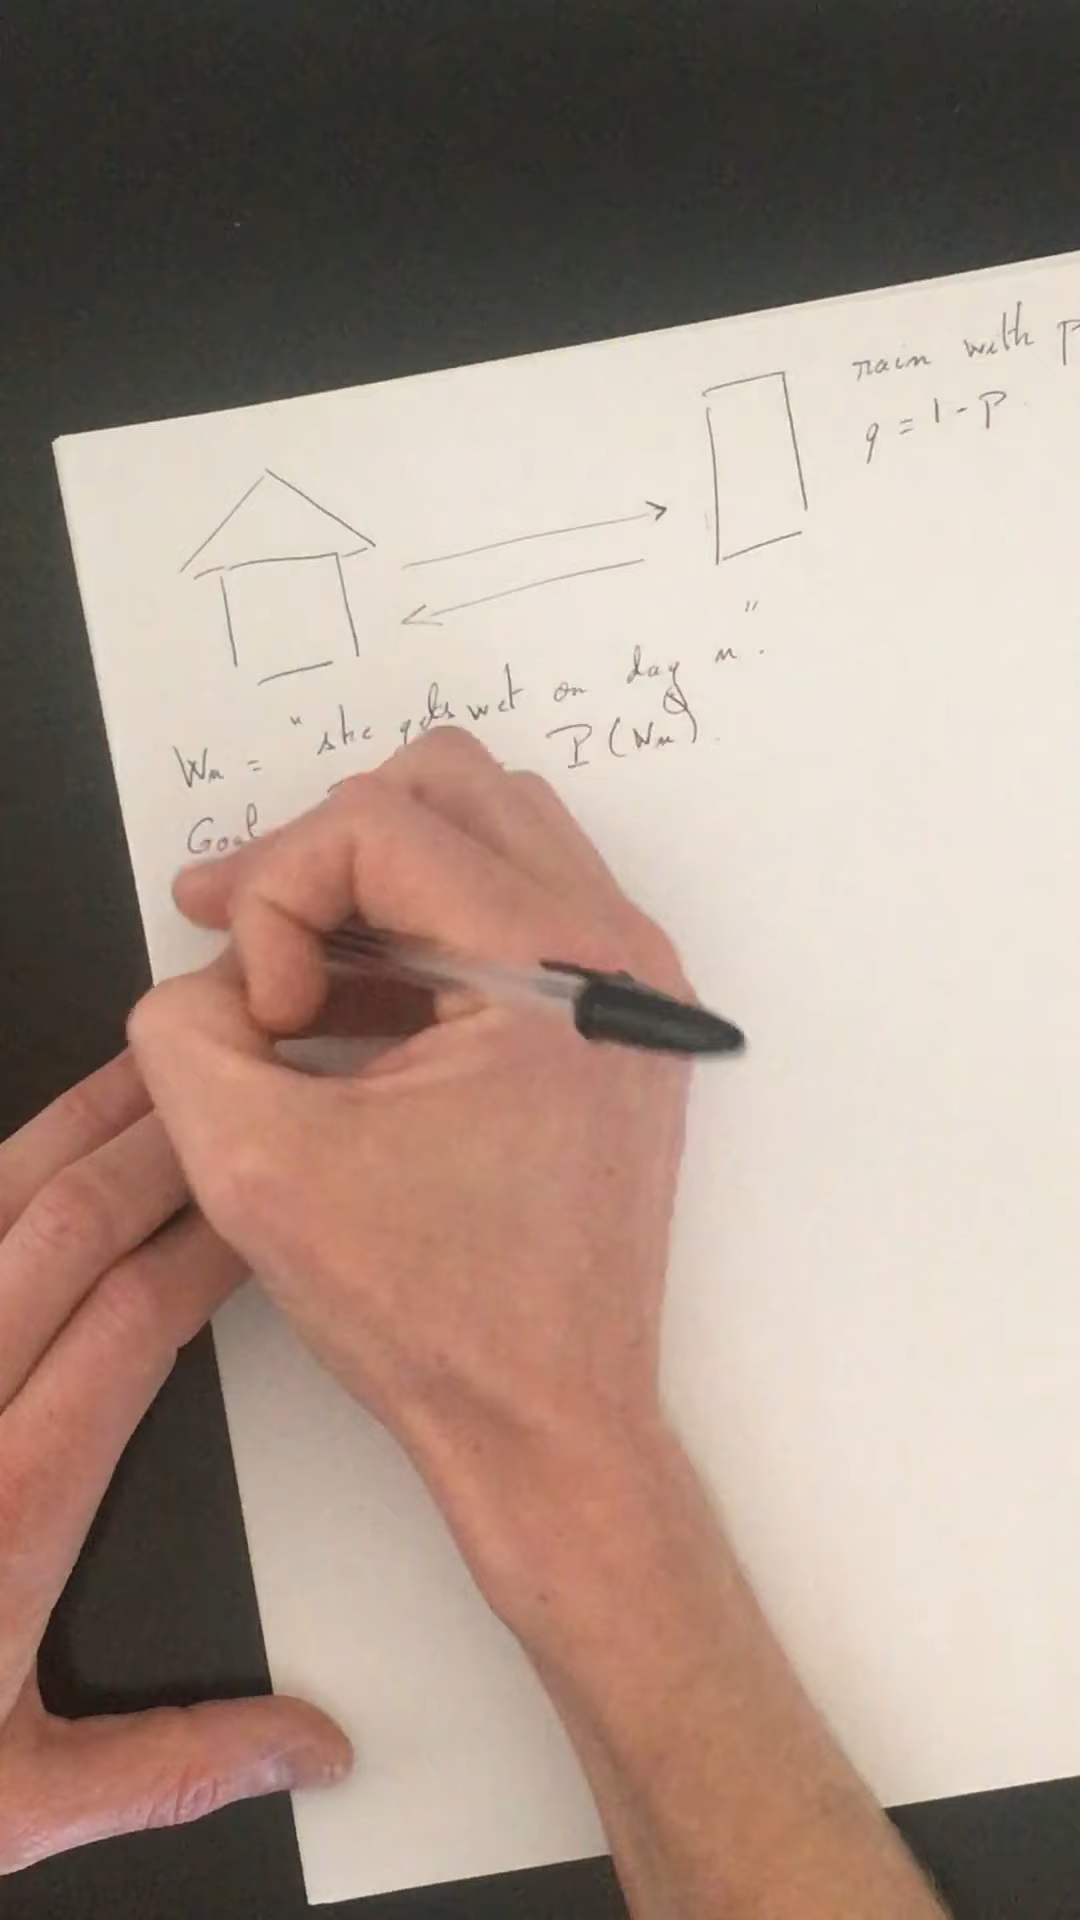 rain with P
q = 1 - P
Wn = "she gets wet on day n".
Goal P(Wn).